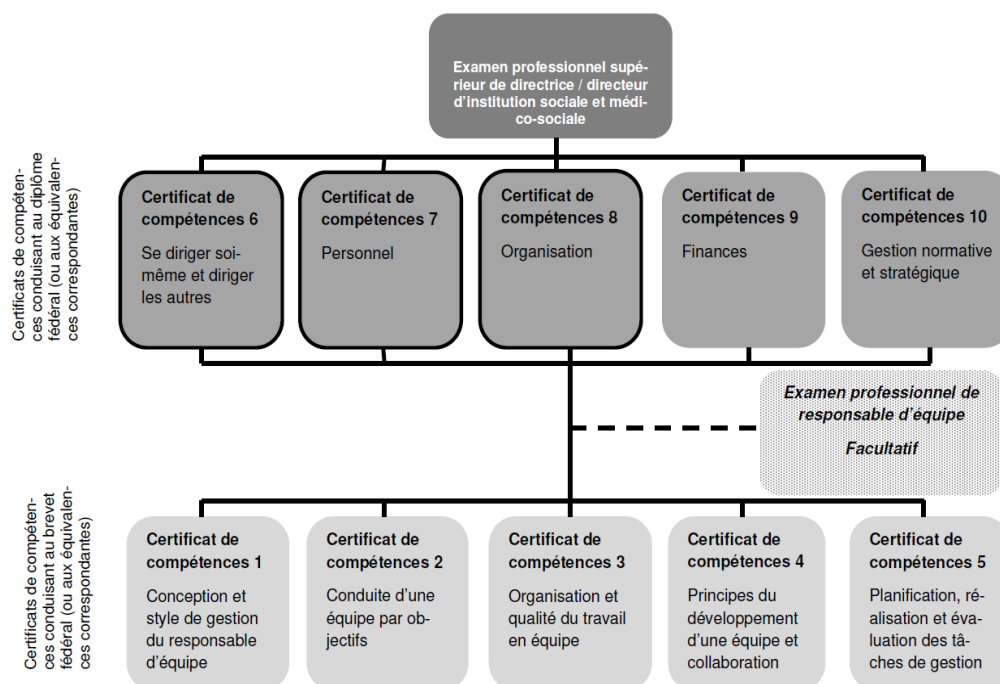 Examen professionnel supé-
rieur de directrice / directeur
d'institution sociale et médi-
co-sociale
Certificats de compéten-
ces conduisant au diplôme
fédéral (ou aux équivalen-
ces correspondantes)
Certificat de
compétences 6
Se diriger soi-
même et diriger
les autres
Certificat de
compétences 7
Personnel
Certificat de
compétences 8
Organisation
Certificat de
compétences 9
Finances
Certificat de
compétences 10
Gestion normative
et stratégique
Examen professionnel de
responsable d'équipe
Facultatif
Certificats de compéten-
ces conduisant au brevet
fédéral (ou aux équivalen-
ces correspondantes)
Certificat de
compétences 1
Conception et
style de gestion
du responsable
d'équipe
Certificat de
compétences 2
Conduite d'une
équipe par ob-
jectifs
Certificat de
compétences 3
Organisation et
qualité du travail
en équipe
Certificat de
compétences 4
Principes du
développement
d'une équipe et
collaboration
Certificat de
compétences 5
Planification, ré-
alisation et éva-
luation des tâ-
ches de gestion